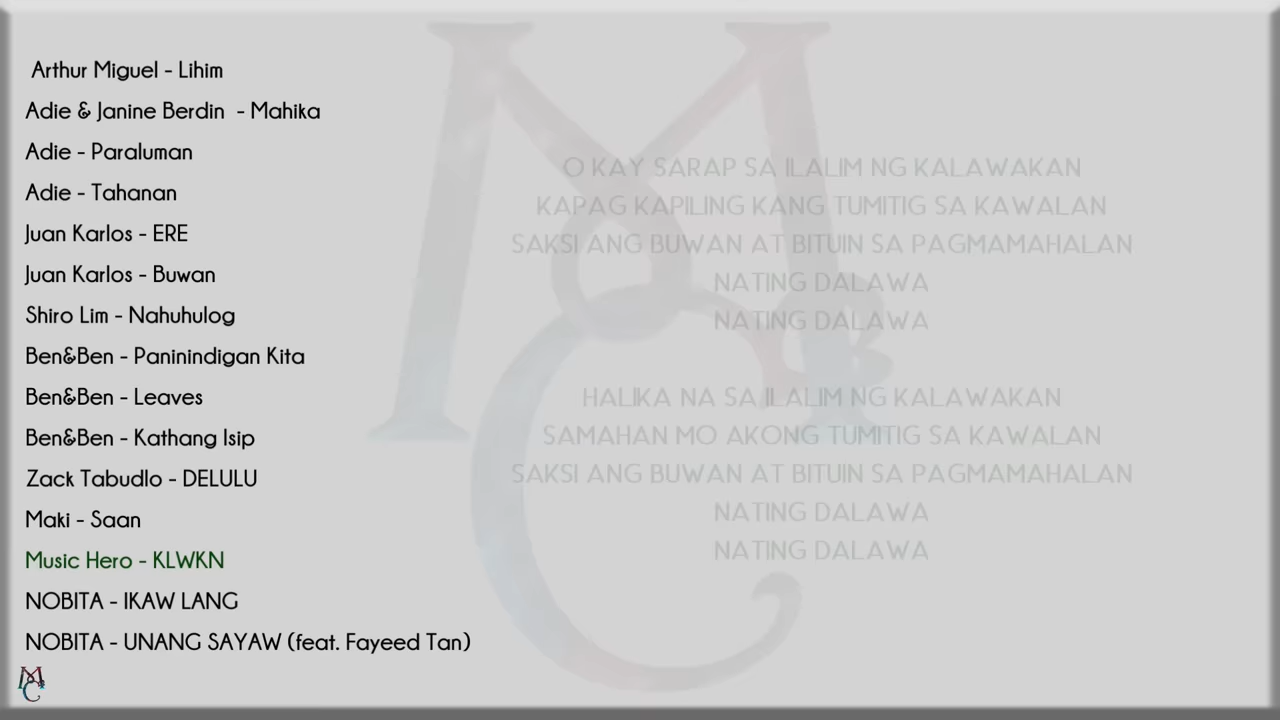 Arthur Miguel - Lihim
Adie & Janine Berdin - Mahika
Adie - Paraluman
Adie - Tahanan
Juan Karlos - ERE
Juan Karlos - Buwan
Shiro Lim - Nahuhulog
Ben&Ben - Paninindigan Kita
Ben&Ben - Leaves
Ben&Ben - Kathang Isip
Zack Tabudlo - DELULU
Maki - Saan
Music Hero - KLWKN
NOBITA - IKAW LANG
NOBITA - UNANG SAYAW (feat. Fayeed Tan)
O KAY SARAP SA ILALIM NG KALAWAKAN
KAPAG KAPILING KANG TUMITIG SA KAWALAN
SAKSI ANG BUWAN AT BITUIN SA PAGMAMAHALAN
NATING DALAWA
NATING DALAWA
HALIKA NA SA ILALIM NG KALAWAKAN
SAMAHAN MO AKONG TUMITIG SA KAWALAN
SAKSI ANG BUWAN AT BITUIN SA PAGMAMAHALAN
NATING DALAWA
NATING DALAWA
MC